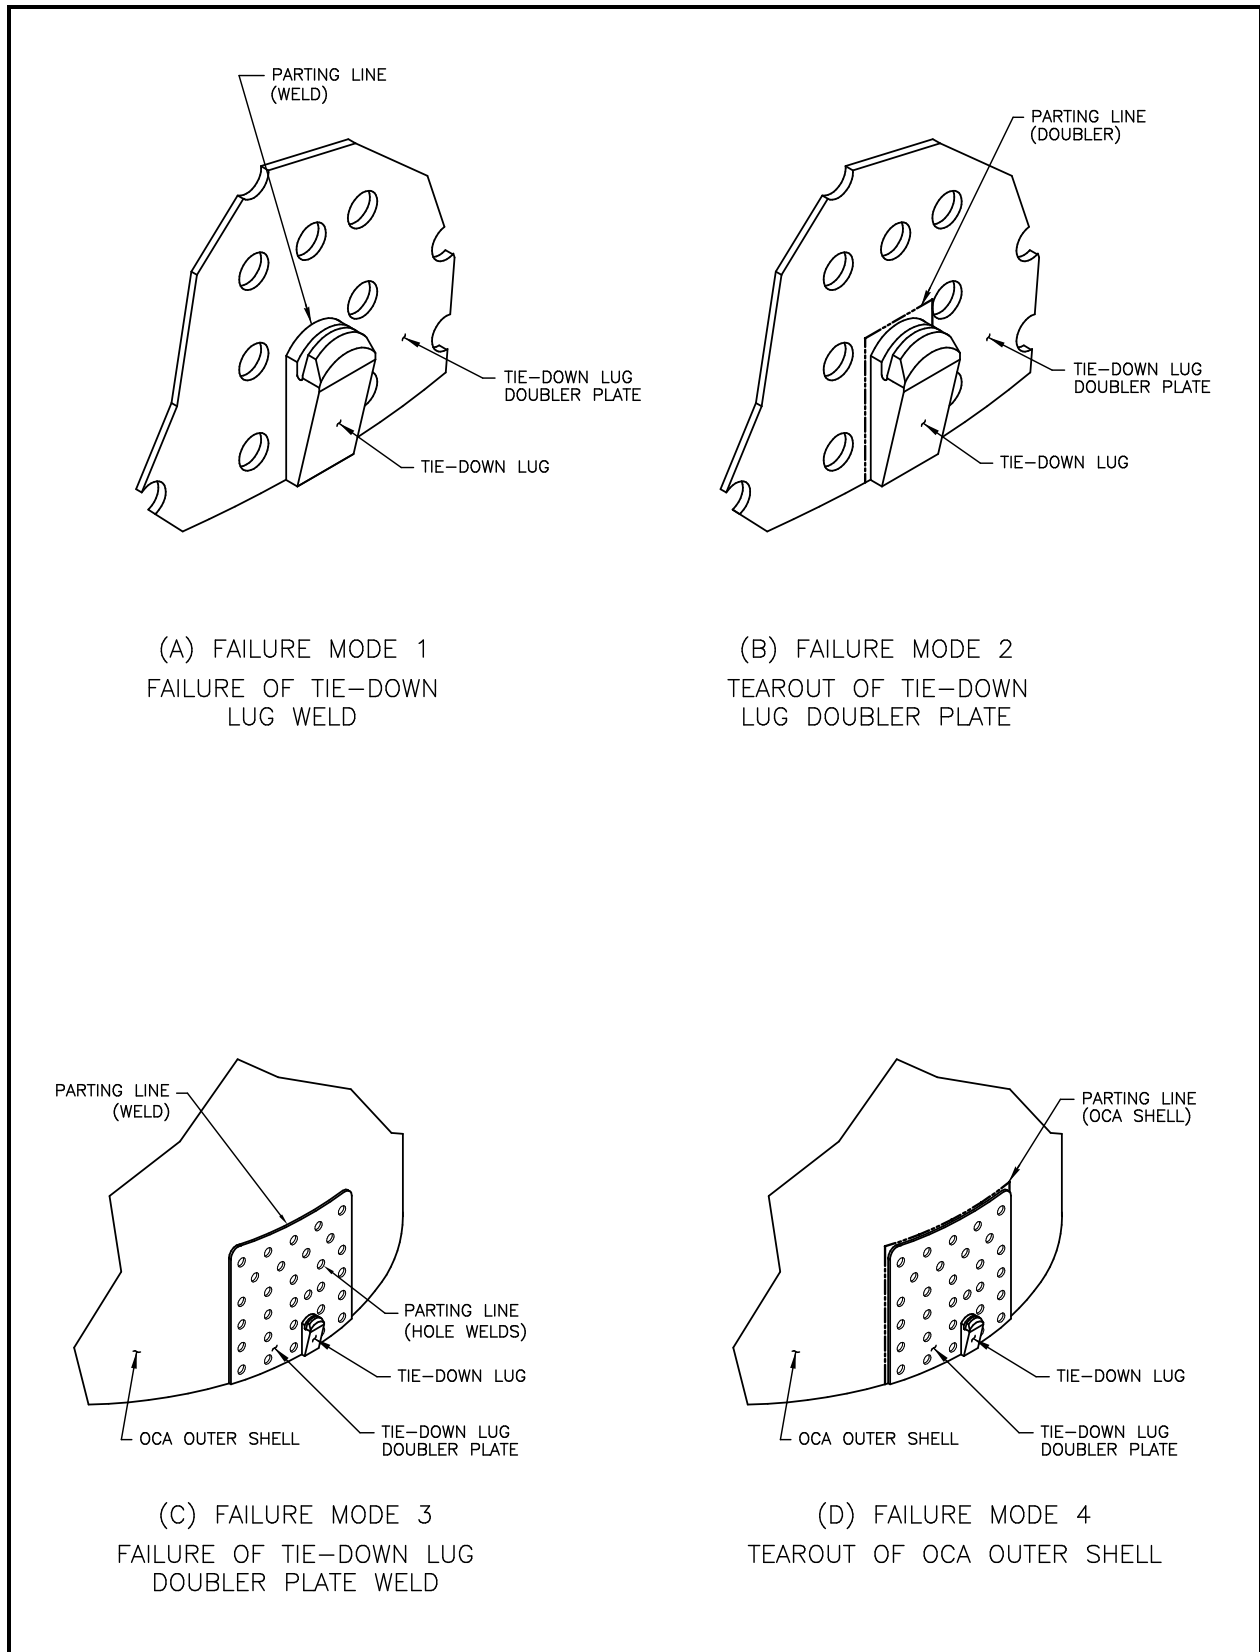 PARTING LINE
(WELD)
TIE-DOWN LUG
DOUBLER PLATE
TIE-DOWN LUG
(A) FAILURE MODE 1
FAILURE OF TIE-DOWN
LUG WELD
PARTING LINE
(DOUBLER)
TIE-DOWN LUG
DOUBLER PLATE
TIE-DOWN LUG
(B) FAILURE MODE 2
TEAROUT OF TIE-DOWN
LUG DOUBLER PLATE
PARTING LINE
(WELD)
PARTING LINE
(HOLE WELDS)
TIE-DOWN LUG
OCA OUTER SHELL
TIE-DOWN LUG
DOUBLER PLATE
(C) FAILURE MODE 3
FAILURE OF TIE-DOWN LUG
DOUBLER PLATE WELD
PARTING LINE
(OCA SHELL)
TIE-DOWN LUG
OCA OUTER SHELL
TIE-DOWN LUG
DOUBLER PLATE
(D) FAILURE MODE 4
TEAROUT OF OCA OUTER SHELL